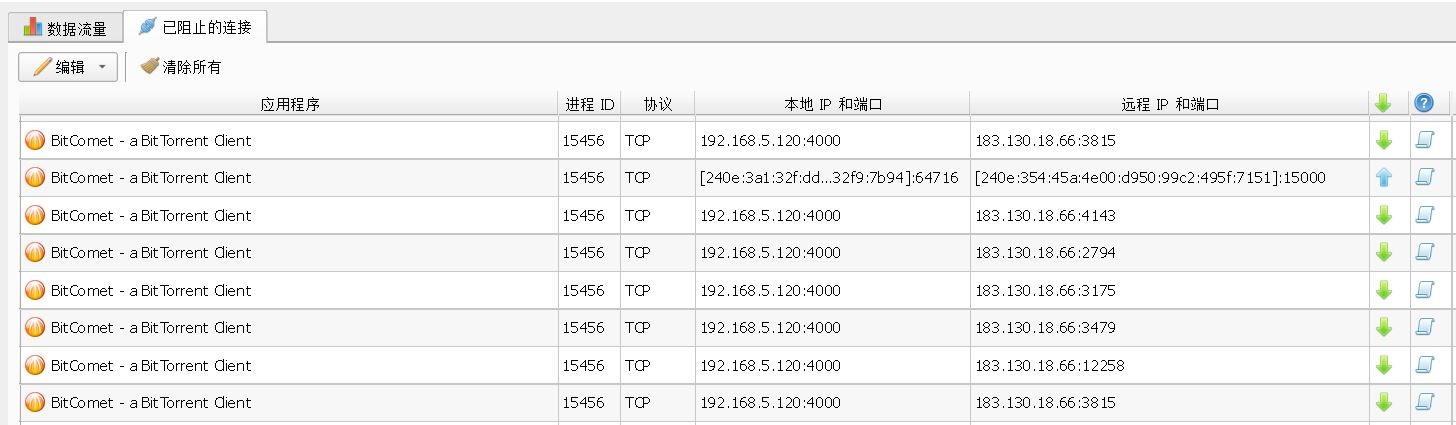 数据流量 已阻止的连接
编辑 清除所有
应用程序 进程 ID 协议 本地 IP 和端口 远程 IP 和端口 ?
BitComet - a BitTorrent Client 15456 TCP 192.168.5.120:4000 183.130.18.66:3815
BitComet - a BitTorrent Client 15456 TCP [240e:3a1:32f:dd...32f9:7b94]:64716 [240e:354:45a:4e00:d950:99c2:495f:7151]:15000
BitComet - a BitTorrent Client 15456 TCP 192.168.5.120:4000 183.130.18.66:4143
BitComet - a BitTorrent Client 15456 TCP 192.168.5.120:4000 183.130.18.66:2794
BitComet - a BitTorrent Client 15456 TCP 192.168.5.120:4000 183.130.18.66:3175
BitComet - a BitTorrent Client 15456 TCP 192.168.5.120:4000 183.130.18.66:3479
BitComet - a BitTorrent Client 15456 TCP 192.168.5.120:4000 183.130.18.66:12258
BitComet - a BitTorrent Client 15456 TCP 192.168.5.120:4000 183.130.18.66:3815